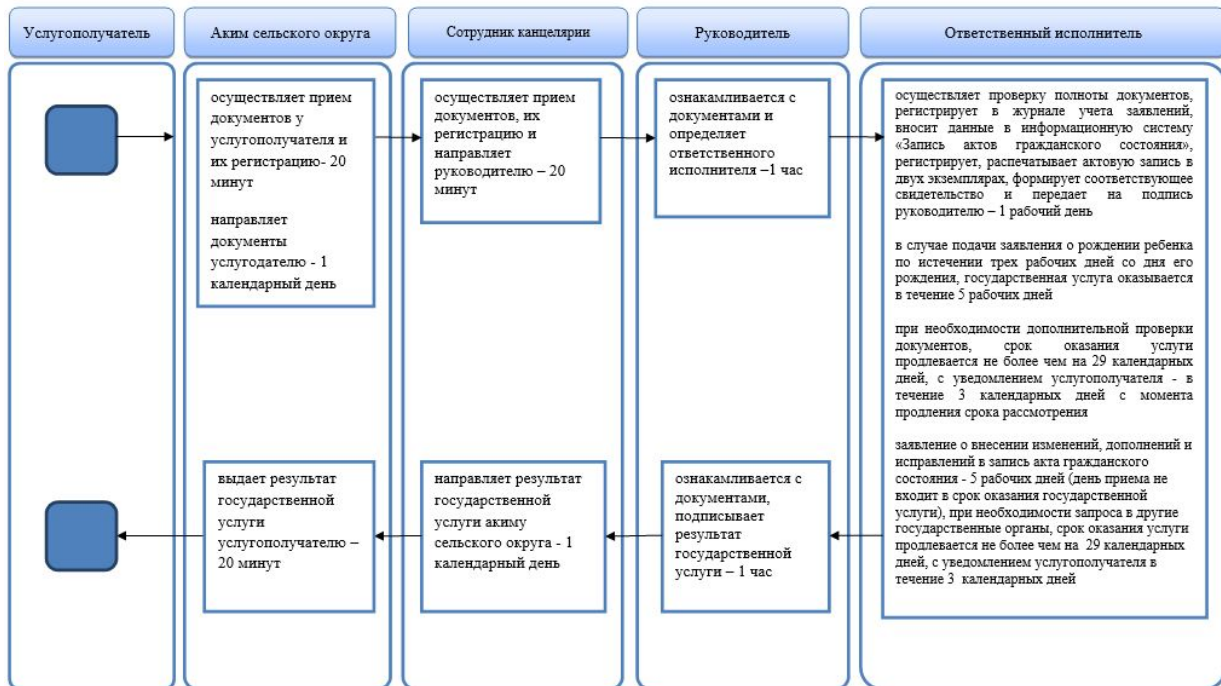 Услугополучатель
Аким сельского округа
Сотрудник канцелярии
Руководитель
Ответственный исполнитель
осуществляет прием
документов у
услугополучателя и
их регистрацию- 20
минут
направляет
документы
услугодателю - 1
календарный день
осуществляет прием
документов, их
регистрацию и
направляет
руководителю – 20
минут
ознакамливается с
документами и
определяет
ответственного
исполнителя –1 час
осуществляет проверку полноты документов,
регистрирует в журнале учета заявлений,
вносит данные в информационную систему
«Запись актов гражданского состояния»,
регистрирует, распечатывает актовую запись в
двух экземплярах, формирует соответствующее
свидетельство и передает на подпись
руководителю – 1 рабочий день
в случае подачи заявления о рождении ребенка
по истечении трех рабочих дней со дня его
рождения, государственная услуга оказывается
в течение 5 рабочих дней
при необходимости дополнительной проверки
документов, срок оказания услуги
продлевается не более чем на 29 календарных
дней, с уведомлением услугополучателя - в
течение 3 календарных дней с момента
продления срока рассмотрения
заявление о внесении изменений, дополнений и
исправлений в запись акта гражданского
состояния - 5 рабочих дней (день приема не
входит в срок оказания государственной
услуги), при необходимости запроса в другие
государственные органы, срок оказания услуги
продлевается не более чем на 29 календарных
дней, с уведомлением услугополучателя в
течение 3 календарных дней
выдает результат
государственной
услуги
услугополучателю –
20 минут
направляет результат
государственной
услуги акиму
сельского округа - 1
календарный день
ознакамливается с
документами,
подписывает
результат
государственной
услуги – 1 час